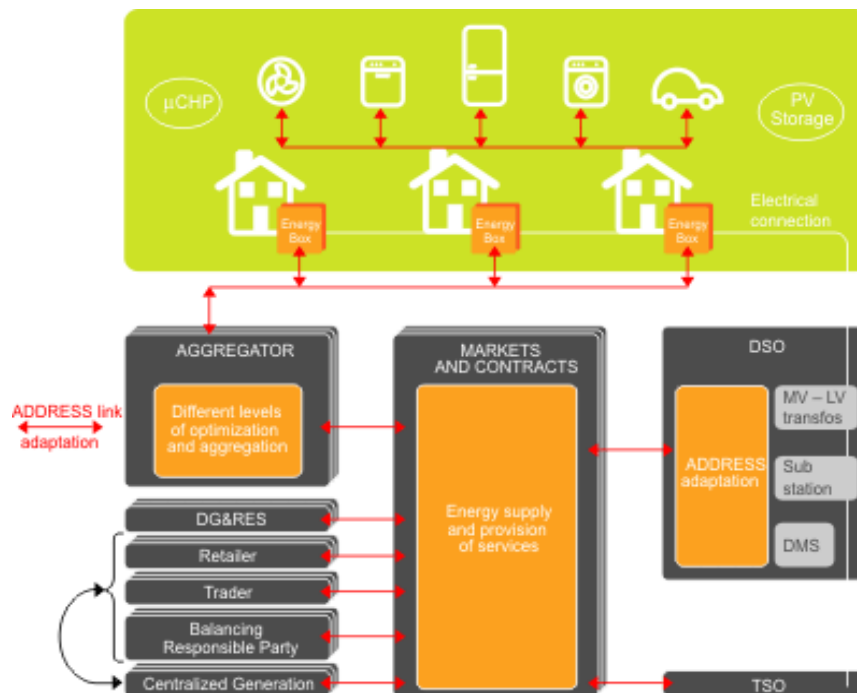 μCHP
PV
Storage
Electrical
connection
Energy
Box
Energy
Box
Energy
Box
AGGREGATOR
Different levels
of optimization
and aggregation
MARKETS
AND CONTRACTS
Energy supply
and provision
of services
DSO
ADDRESS
adaptation
MV – LV
transfos
Sub
station
DMS
ADDRESS link
adaptation
DG&RES
Retailer
Trader
Balancing
Responsible Party
Centralized Generation
TSO